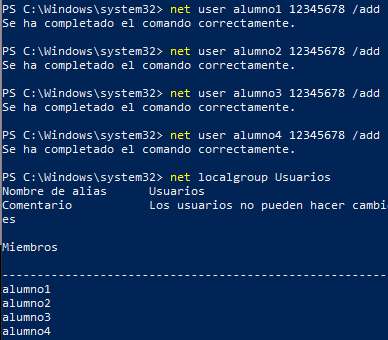 PS C:\Windows\system32> net user alumno1 12345678 /add
Se ha completado el comando correctamente.
PS C:\Windows\system32> net user alumno2 12345678 /add
Se ha completado el comando correctamente.
PS C:\Windows\system32> net user alumno3 12345678 /add
Se ha completado el comando correctamente.
PS C:\Windows\system32> net user alumno4 12345678 /add
Se ha completado el comando correctamente.
PS C:\Windows\system32> net localgroup Usuarios
Nombre de alias     Usuarios
Comentario          Los usuarios no pueden hacer cambi
es
Miembros
-------------------------------------------------------
alumno1
alumno2
alumno3
alumno4